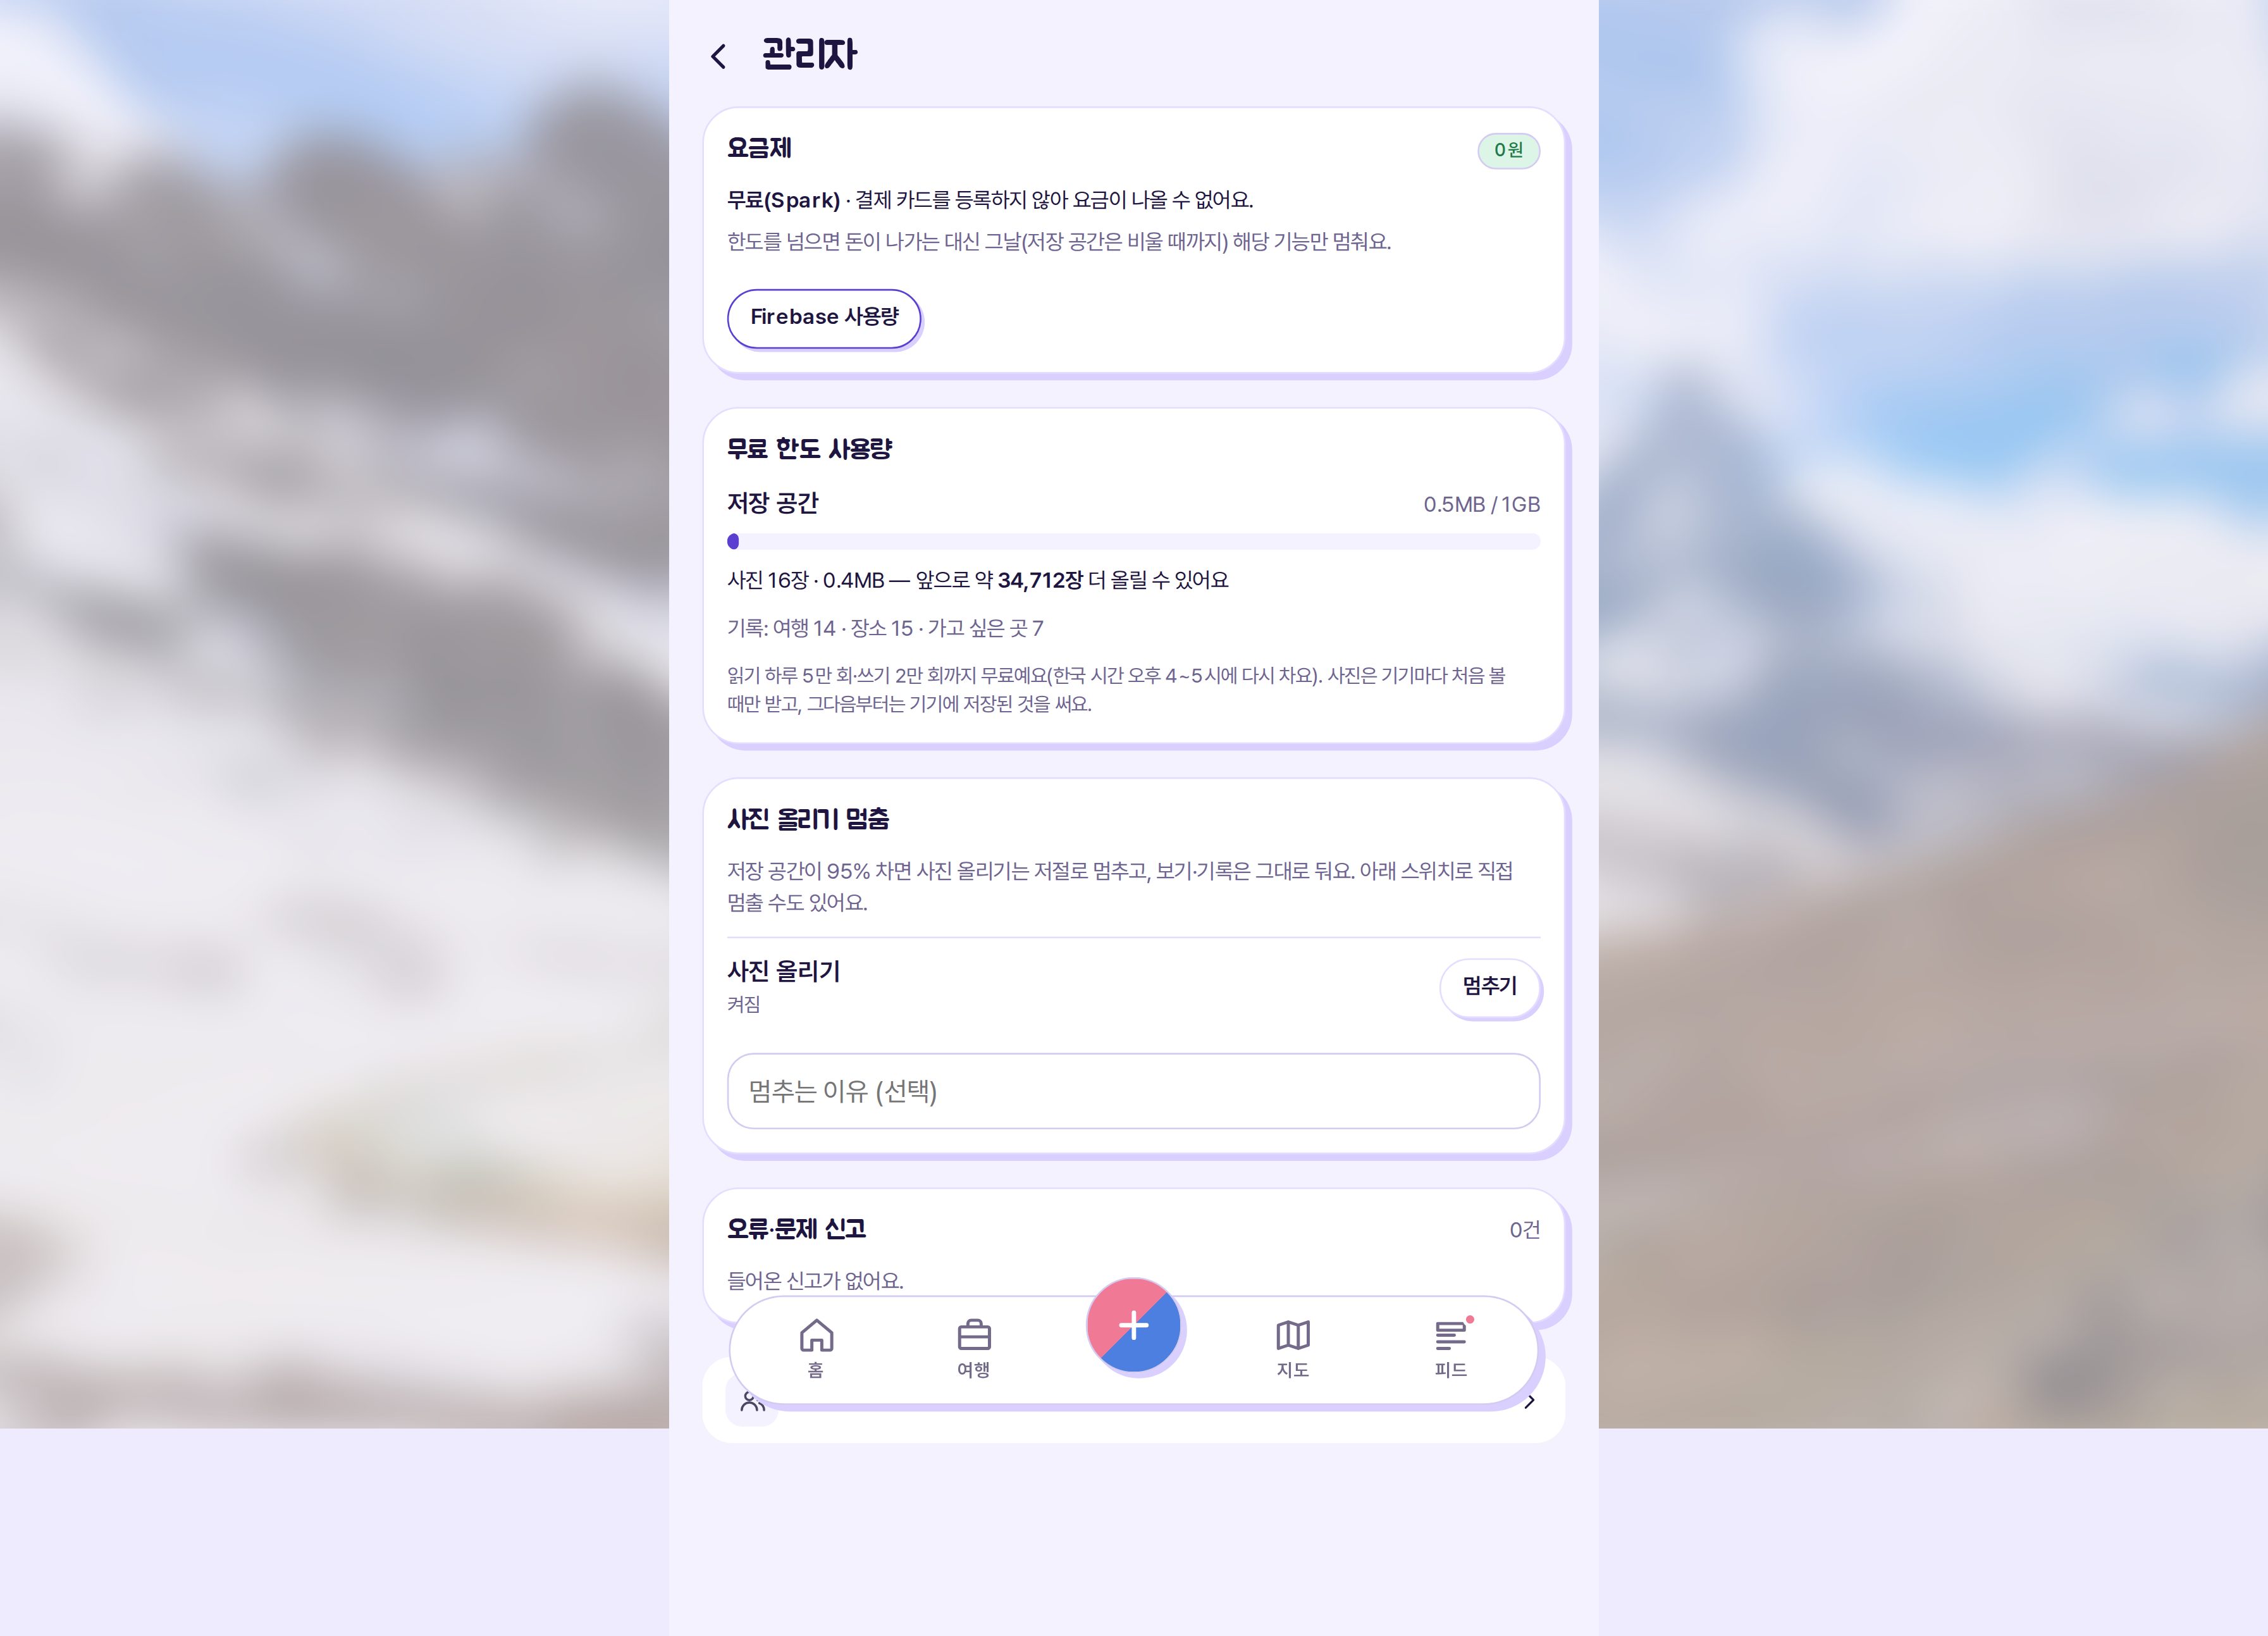 관리자
요금제
0원
무료(Spark) · 결제 카드를 등록하지 않아 요금이 나올 수 없어요.
한도를 넘으면 돈이 나가는 대신 그날(저장 공간은 비울 때까지) 해당 기능만 멈춰요.
Firebase 사용량
무료 한도 사용량
저장 공간
0.5MB / 1GB
사진 16장 · 0.4MB — 앞으로 약 34,712장 더 올릴 수 있어요
기록: 여행 14 · 장소 15 · 가고 싶은 곳 7
읽기 하루 5만 회·쓰기 2만 회까지 무료예요(한국 시간 오후 4~5시에 다시 차요). 사진은 기기마다 처음 볼
때만 받고, 그다음부터는 기기에 저장된 것을 써요.
사진 올리기 멈춤
저장 공간이 95% 차면 사진 올리기는 저절로 멈추고, 보기·기록은 그대로 둬요. 아래 스위치로 직접
멈출 수도 있어요.
사진 올리기
켜짐
멈추기
멈추는 이유 (선택)
오류·문제 신고
0건
들어온 신고가 없어요.
홈
여행
지도
피드